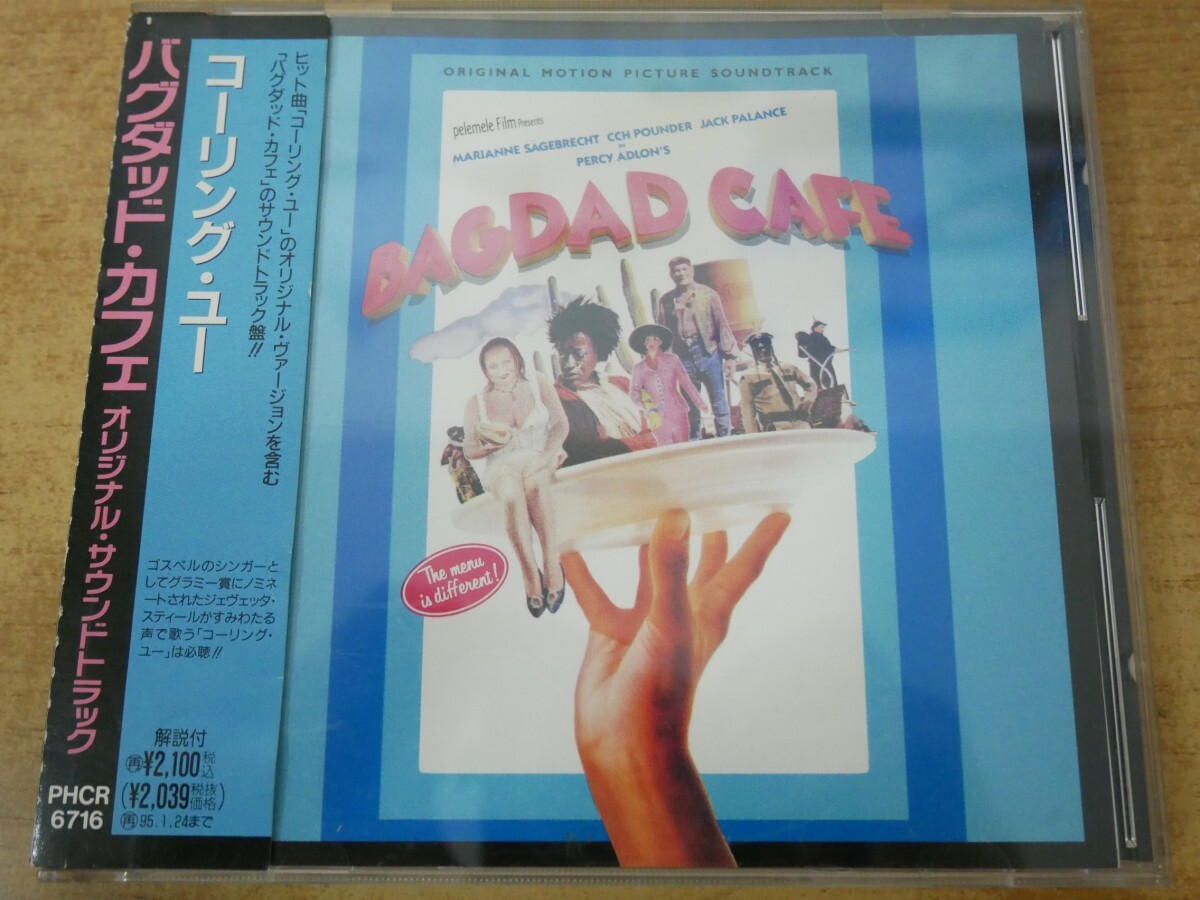 バグダッド・カフェ オリジナル・サウンドトラック
PHCR
6716
コーリング・ユー
ヒット曲「コーリング・ユー」のオリジナル・ヴァージョンを含む
「バグダッド・カフェ」のサウンドトラック盤!!
ゴスペルのシンガーと
してグラミー賞にノミネ
ートされたジェヴェッタ・
スティールがすみわたる
声で歌う「コーリング・
ユー」は必聴!!
解説付
再¥2,100税込
(¥2,039税抜価格)
再95.1.24まで
ORIGINAL MOTION PICTURE SOUNDTRACK
pelemele Film Presents
MARIANNE SAGEBRECHT CCH POUNDER JACK PALANCE
in
PERCY ADLON'S
BAGDAD CAFE
The menu
is different!